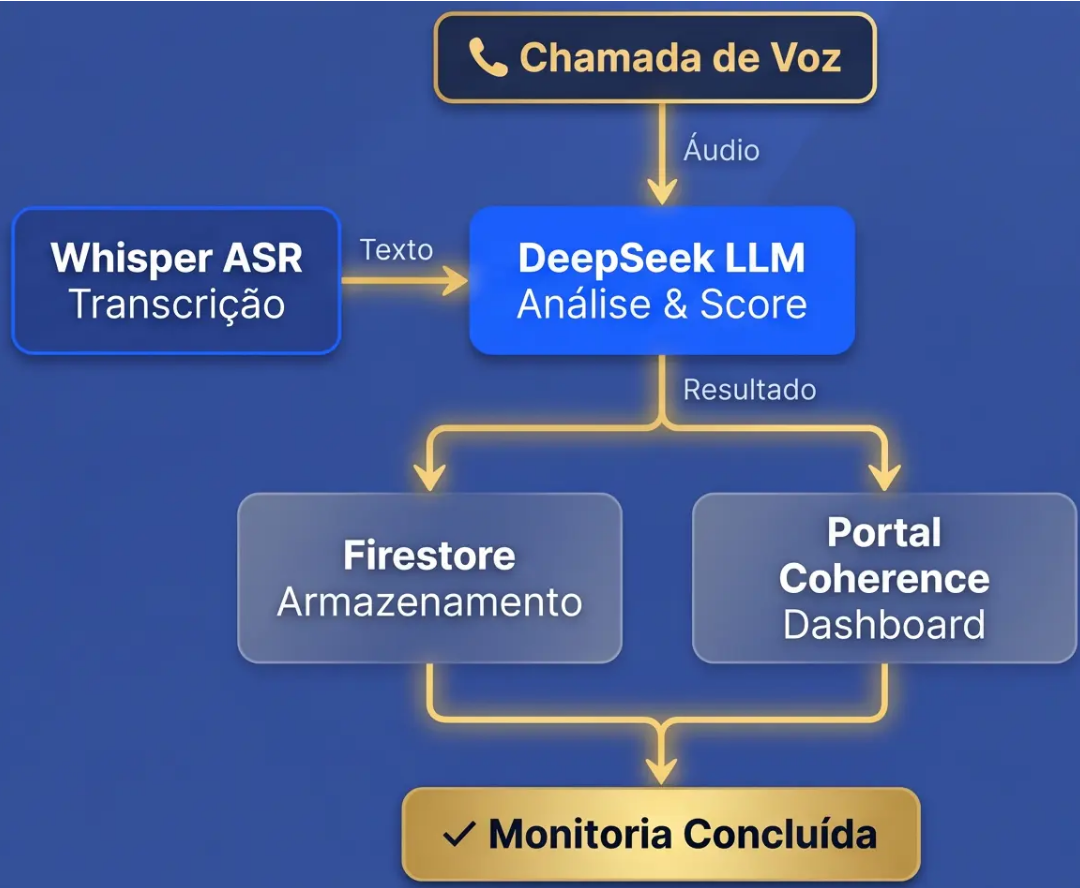 Chamada de Voz
Áudio
Whisper ASR
Transcrição
Texto
DeepSeek LLM
Análise & Score
Resultado
Firestore
Armazenamento
Portal
Coherence
Dashboard
✓ Monitoria Concluída